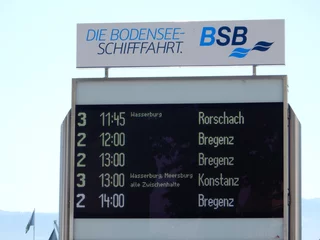 DIE BODENSEE-
SCHIFFFAHRT.
BSB
3 11:45 Wasserburg Rorschach
2 12:00 Bregenz
2 13:00 Bregenz
3 13:00 Wasserburg, Meersburg Konstanz
alle Zwischenhalte
2 14:00 Bregenz